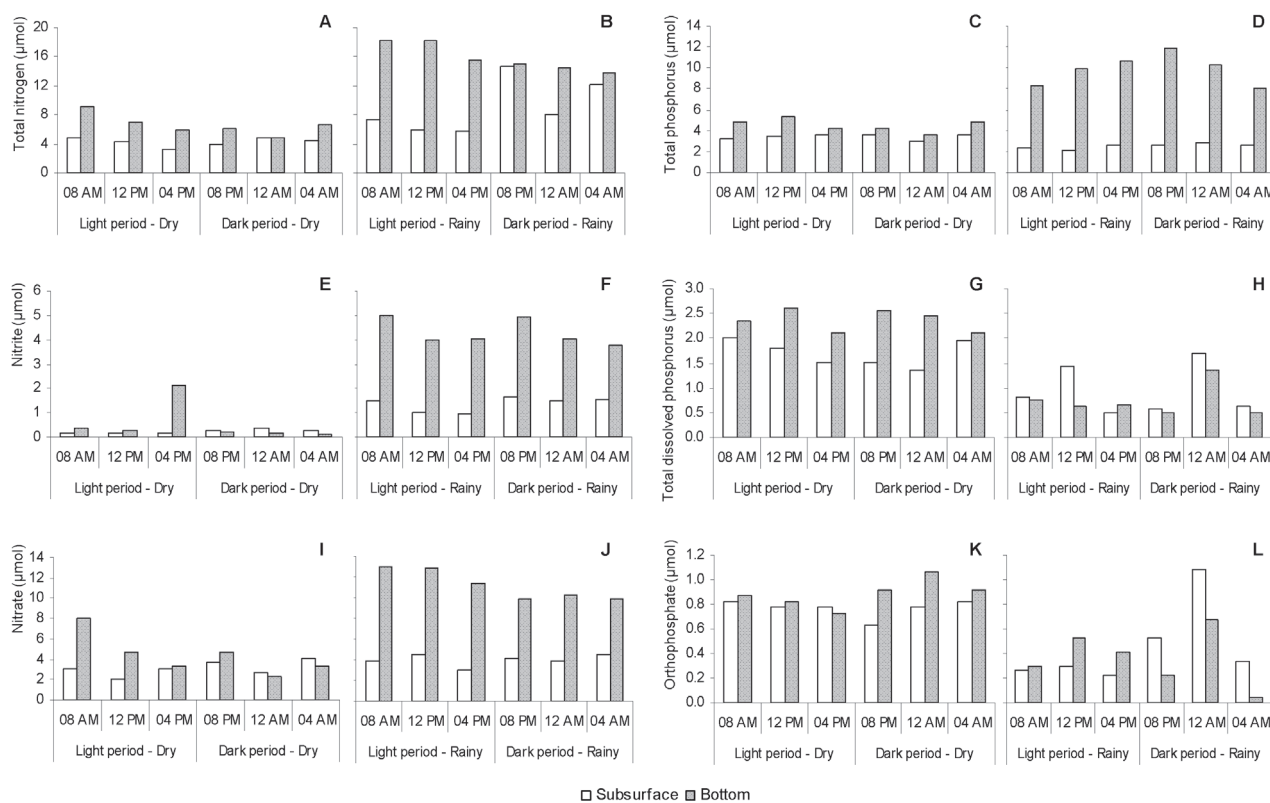 A
B
Total nitrogen (µmol)
20
16
12
8
4
0
08 AM 12 PM 04 PM 08 PM 12 AM 04 AM 08 AM 12 PM 04 PM 08 PM 12 AM 04 AM
Light period - Dry Dark period - Dry Light period - Rainy Dark period - Rainy
C
D
Total phosphorus (µmol)
14
12
10
8
6
4
2
0
08 AM 12 PM 04 PM 08 PM 12 AM 04 AM 08 AM 12 PM 04 PM 08 PM 12 AM 04 AM
Light period - Dry Dark period - Dry Light period - Rainy Dark period - Rainy
E
F
Nitrite (µmol)
6
5
4
3
2
1
0
08 AM 12 PM 04 PM 08 PM 12 AM 04 AM 08 AM 12 PM 04 PM 08 PM 12 AM 04 AM
Light period - Dry Dark period - Dry Light period - Rainy Dark period - Rainy
G
H
Total dissolved phosphorus (µmol)
3.0
2.5
2.0
1.5
1.0
0.5
0.0
08 AM 12 PM 04 PM 08 PM 12 AM 04 AM 08 AM 12 PM 04 PM 08 PM 12 AM 04 AM
Light period - Dry Dark period - Dry Light period - Rainy Dark period - Rainy
I
J
Nitrate (µmol)
14
12
10
8
6
4
2
0
08 AM 12 PM 04 PM 08 PM 12 AM 04 AM 08 AM 12 PM 04 PM 08 PM 12 AM 04 AM
Light period - Dry Dark period - Dry Light period - Rainy Dark period - Rainy
K
L
Orthophosphate (µmol)
1.2
1.0
0.8
0.6
0.4
0.2
0.0
08 AM 12 PM 04 PM 08 PM 12 AM 04 AM 08 AM 12 PM 04 PM 08 PM 12 AM 04 AM
Light period - Dry Dark period - Dry Light period - Rainy Dark period - Rainy
Subsurface Bottom